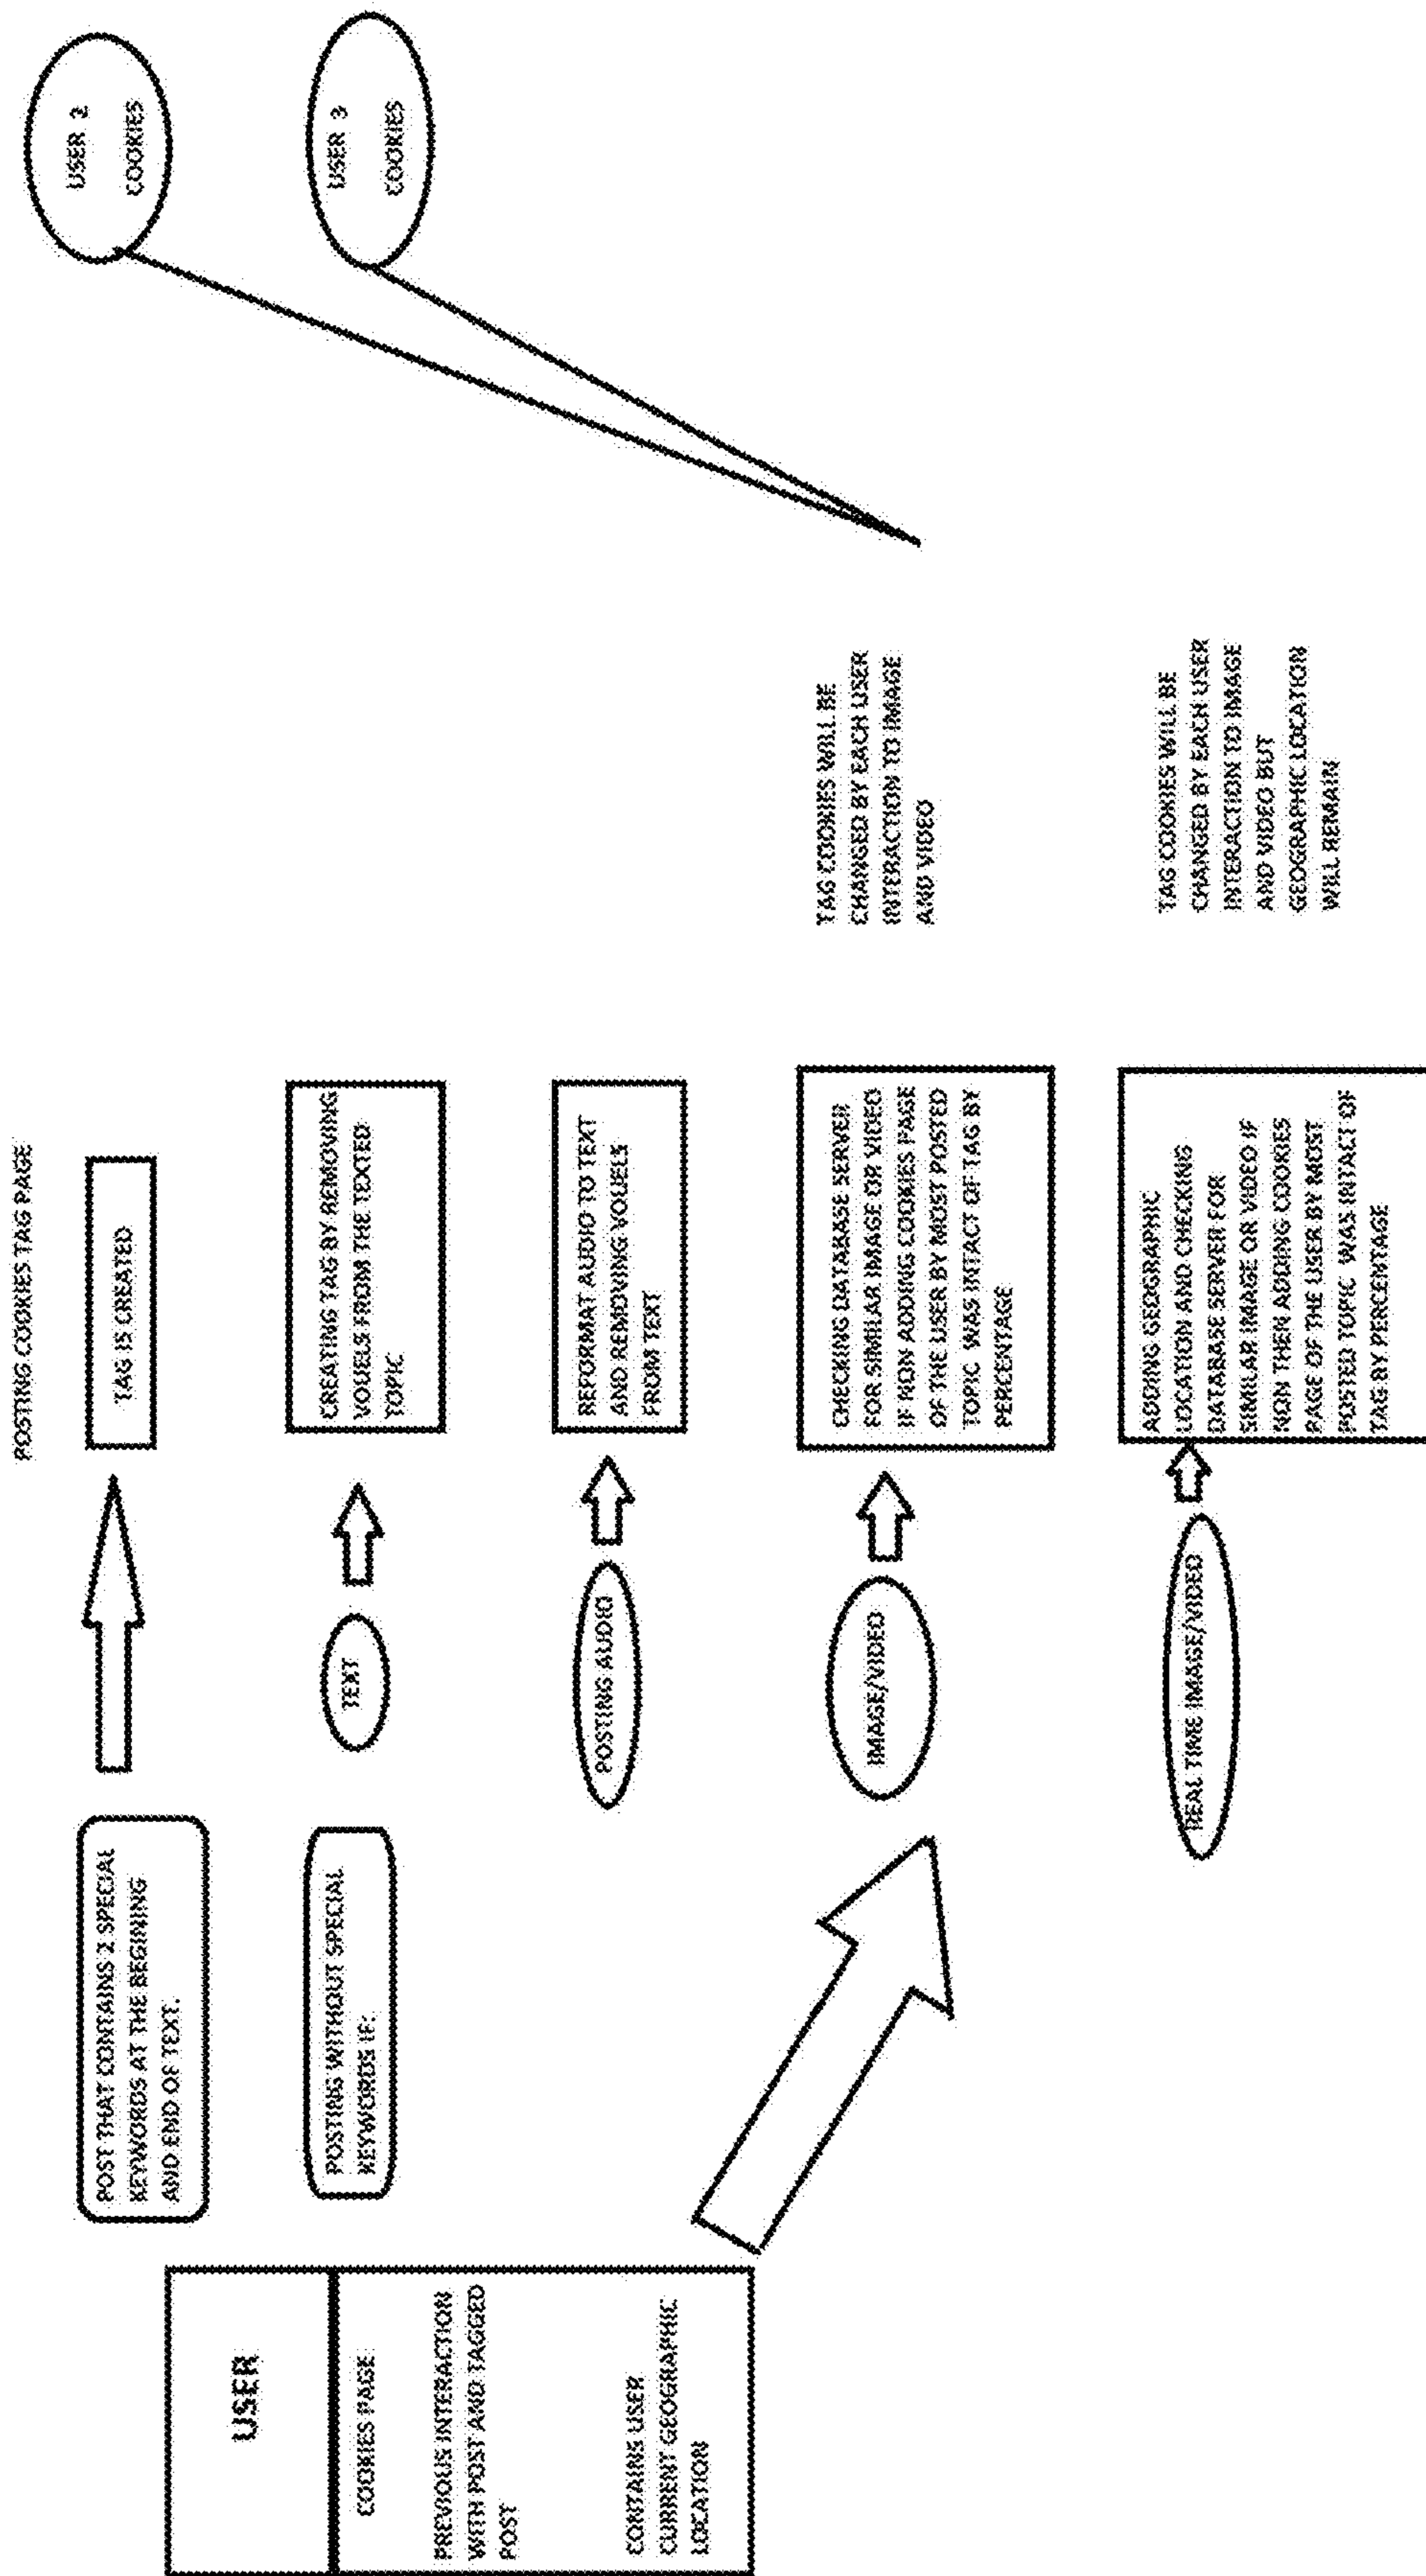 USER
COOKIES PAGE
PREVIOUS INTERACTION
WITH POST AND TAGGED
POST
CONTAINS USER
CURRENT GEOGRAPHIC
LOCATION
POST THAT CONTAINS 2 SPECIAL
KEYWORDS AT THE BEGINING
AND END OF TEXT.
POSTING WITHOUT SPECIAL
KEYWORDS IF:
TEXT
POSTING AUDIO
IMAGE/VIDEO
REAL TIME IMAGE/VIDEO
POSTING COOKIES TAG PAGE
TAG IS CREATED
CREATING TAG BY REMOVING
VOUELS FROM THE TEXTED
TOPIC
REFORMAT AUDIO TO TEXT
AND REMOVING VOUELS
FROM TEXT
CHECKING DATABASE SERVER
FOR SIMILAR IMAGE OR VIDEO
IF NON ADDING COOKIES PAGE
OF THE USER BY MOST POSTED
TOPIC WAS INTACT OF TAG BY
PERCENTAGE
ADDING GEOGRAPHIC
LOCATION AND CHECKING
DATABASE SERVER FOR
SIMILAR IMAGE OR VIDEO IF
NON THEN ADDING COOKIES
PAGE OF THE USER BY MOST
POSTED TOPIC WAS INTACT OF
TAG BY PERCENTAGE
TAG COOKIES WILL BE
CHANGED BY EACH USER
INTERACTION TO IMAGE
AND VIDEO
TAG COOKIES WILL BE
CHANGED BY EACH USER
INTERACTION TO IMAGE
AND VIDEO BUT
GEOGRAPHIC LOCATION
WILL REMAIN
USER 2
COOKIES
USER 3
COOKIES